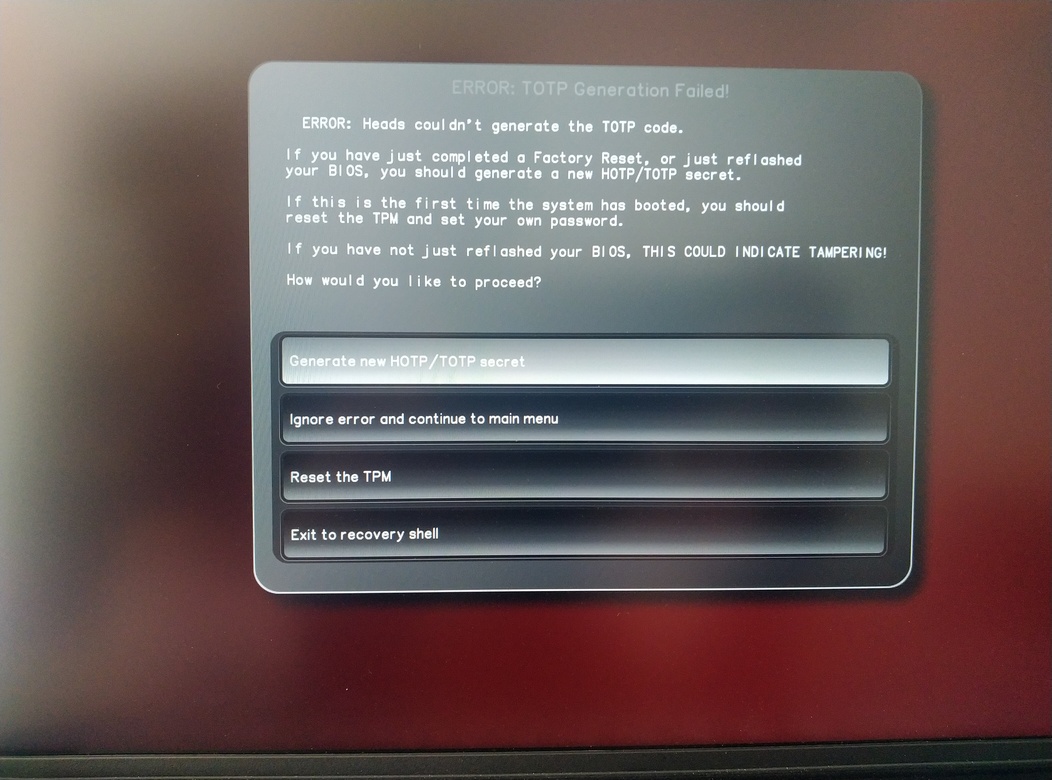 ERROR: TOTP Generation Failed!
ERROR: Heads couldn't generate the TOTP code.
If you have just completed a Factory Reset, or just reflashed
your BIOS, you should generate a new HOTP/TOTP secret.
If this is the first time the system has booted, you should
reset the TPM and set your own password.
If you have not just reflashed your BIOS, THIS COULD INDICATE TAMPERING!
How would you like to proceed?
Generate new HOTP/TOTP secret
Ignore error and continue to main menu
Reset the TPM
Exit to recovery shell